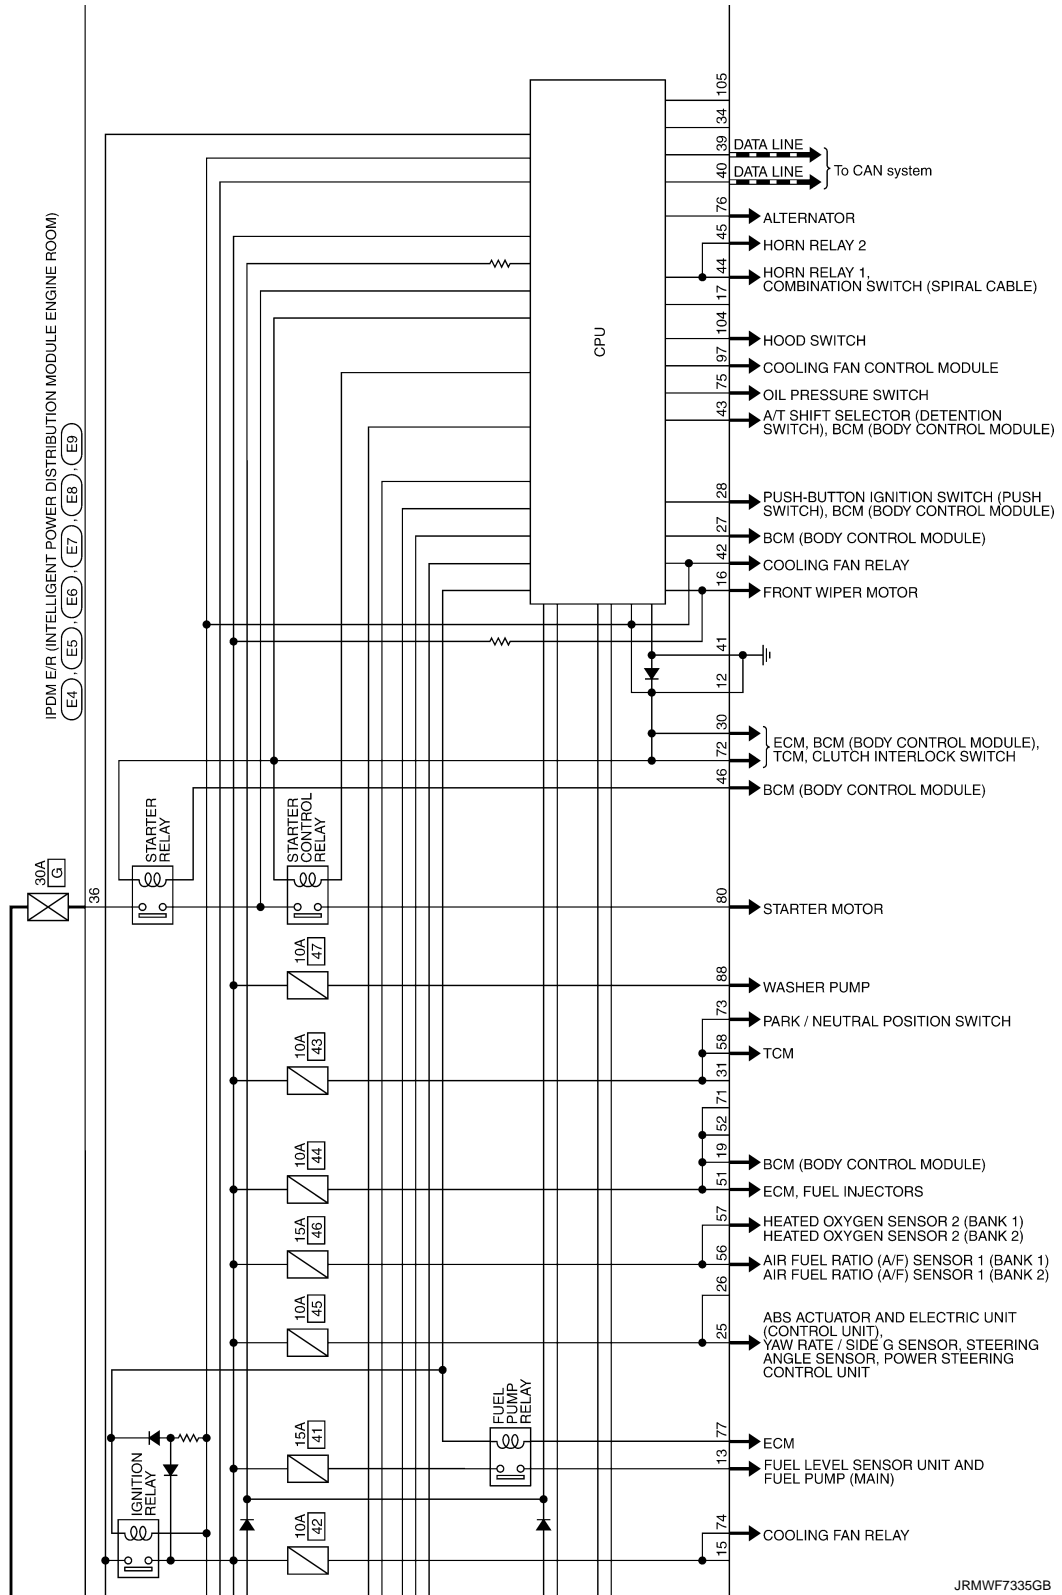 105
34
39
DATA LINE
40
DATA LINE
To CAN system
76
ALTERNATOR
45
HORN RELAY 2
44
HORN RELAY 1,
COMBINATION SWITCH (SPIRAL CABLE)
17
104
HOOD SWITCH
97
COOLING FAN CONTROL MODULE
75
OIL PRESSURE SWITCH
43
A/T SHIFT SELECTOR (DETENTION
SWITCH), BCM (BODY CONTROL MODULE)
CPU
IPDM E/R (INTELLIGENT POWER DISTRIBUTION MODULE ENGINE ROOM)
E4 , E5 , E6 , E7 , E8 , E9
28
PUSH-BUTTON IGNITION SWITCH (PUSH
SWITCH), BCM (BODY CONTROL MODULE)
27
BCM (BODY CONTROL MODULE)
42
COOLING FAN RELAY
16
FRONT WIPER MOTOR
41
12
30
72
ECM, BCM (BODY CONTROL MODULE),
TCM, CLUTCH INTERLOCK SWITCH
46
BCM (BODY CONTROL MODULE)
STARTER
RELAY
STARTER
CONTROL
RELAY
30A
G
36
80
STARTER MOTOR
10A
47
88
WASHER PUMP
73
PARK / NEUTRAL POSITION SWITCH
10A
43
58
TCM
31
71
52
10A
44
19
BCM (BODY CONTROL MODULE)
51
ECM, FUEL INJECTORS
57
HEATED OXYGEN SENSOR 2 (BANK 1)
HEATED OXYGEN SENSOR 2 (BANK 2)
15A
46
56
AIR FUEL RATIO (A/F) SENSOR 1 (BANK 1)
AIR FUEL RATIO (A/F) SENSOR 1 (BANK 2)
26
10A
45
25
ABS ACTUATOR AND ELECTRIC UNIT
(CONTROL UNIT),
YAW RATE / SIDE G SENSOR, STEERING
ANGLE SENSOR, POWER STEERING
CONTROL UNIT
FUEL
PUMP
RELAY
77
ECM
15A
41
13
FUEL LEVEL SENSOR UNIT AND
FUEL PUMP (MAIN)
IGNITION
RELAY
10A
42
74
COOLING FAN RELAY
15
JRMWF7335GB